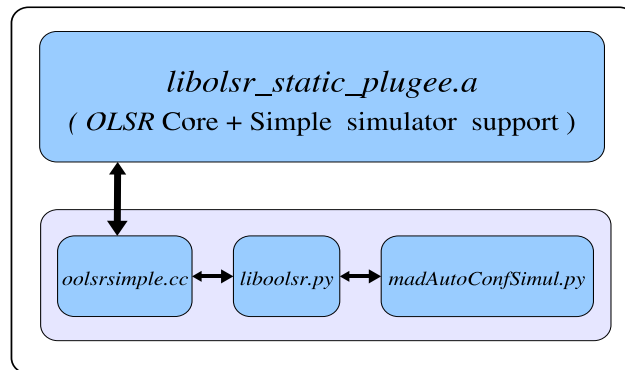 libolsr_static_plugee.a
( OLSR Core + Simple simulator support )
oolsrsimple.cc
liboolsr.py
madAutoConfSimul.py